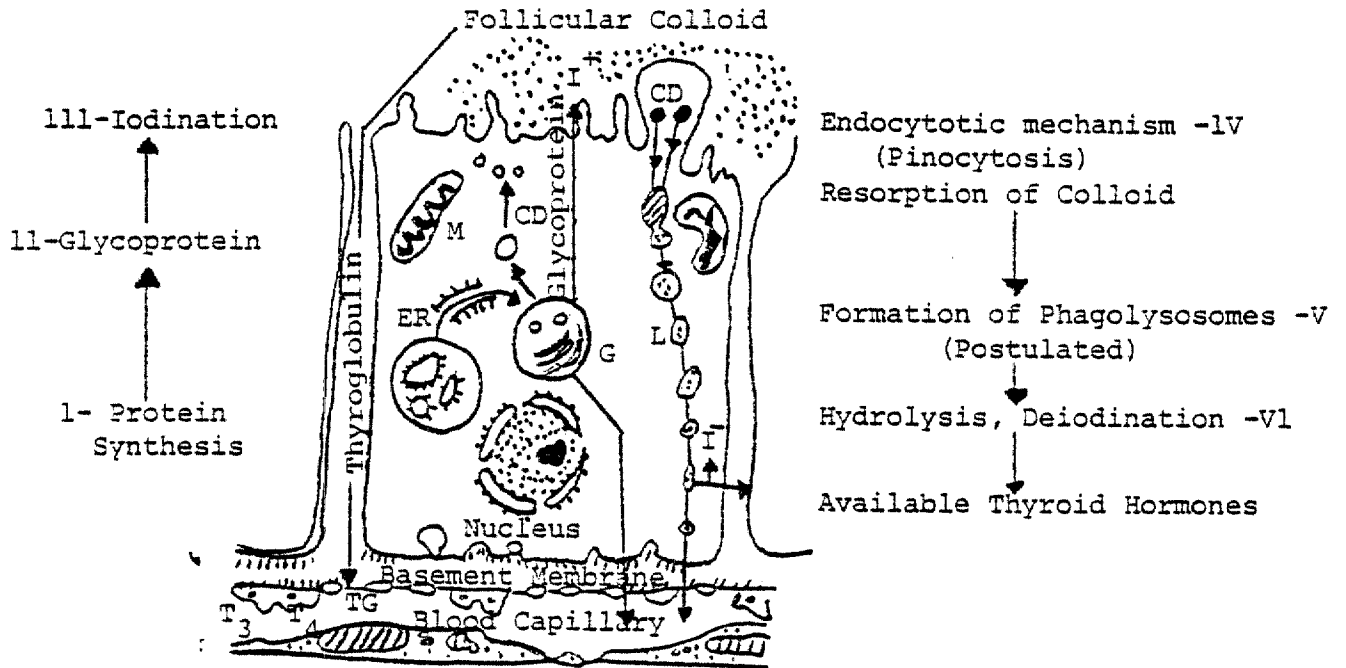 Follicular Colloid
lll-Iodination
ll-Glycoprotein
l- Protein
Synthesis
Thyroglobulin
M
CD
Glycoprotein
I+
CD
ER
G
L
I-
Nucleus
Basement Membrane
TG
T3 T4
Blood Capillary
Endocytotic mechanism -lV
(Pinocytosis)
Resorption of Colloid
Formation of Phagolysosomes -V
(Postulated)
Hydrolysis, Deiodination -Vl
Available Thyroid Hormones